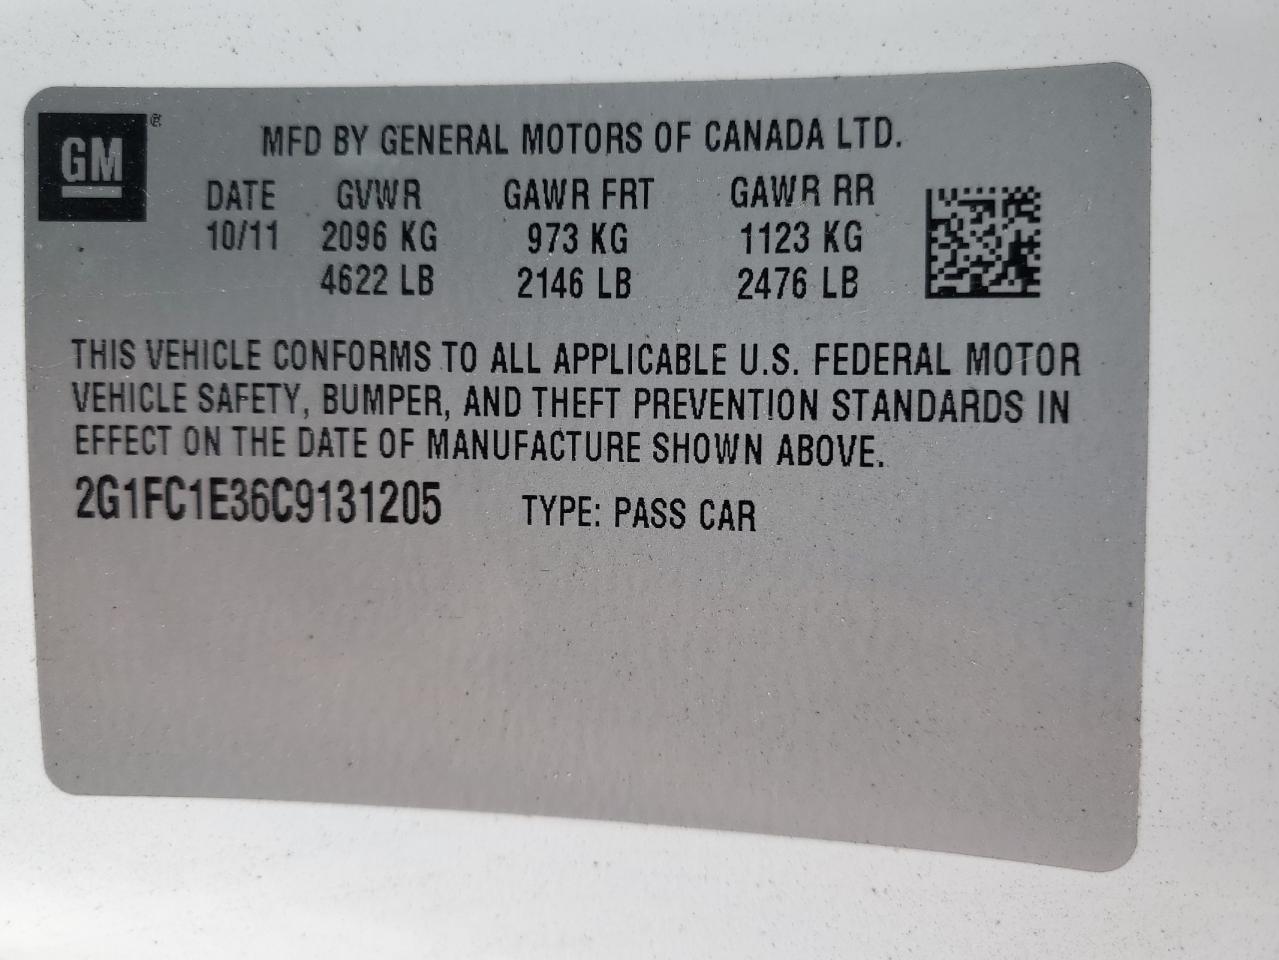 GM
MFD BY GENERAL MOTORS OF CANADA LTD.
DATE GVWR GAWR FRT GAWR RR
10/11 2096 KG 973 KG 1123 KG
4622 LB 2146 LB 2476 LB
THIS VEHICLE CONFORMS TO ALL APPLICABLE U.S. FEDERAL MOTOR
VEHICLE SAFETY, BUMPER, AND THEFT PREVENTION STANDARDS IN
EFFECT ON THE DATE OF MANUFACTURE SHOWN ABOVE.
2G1FC1E36C9131205 TYPE: PASS CAR